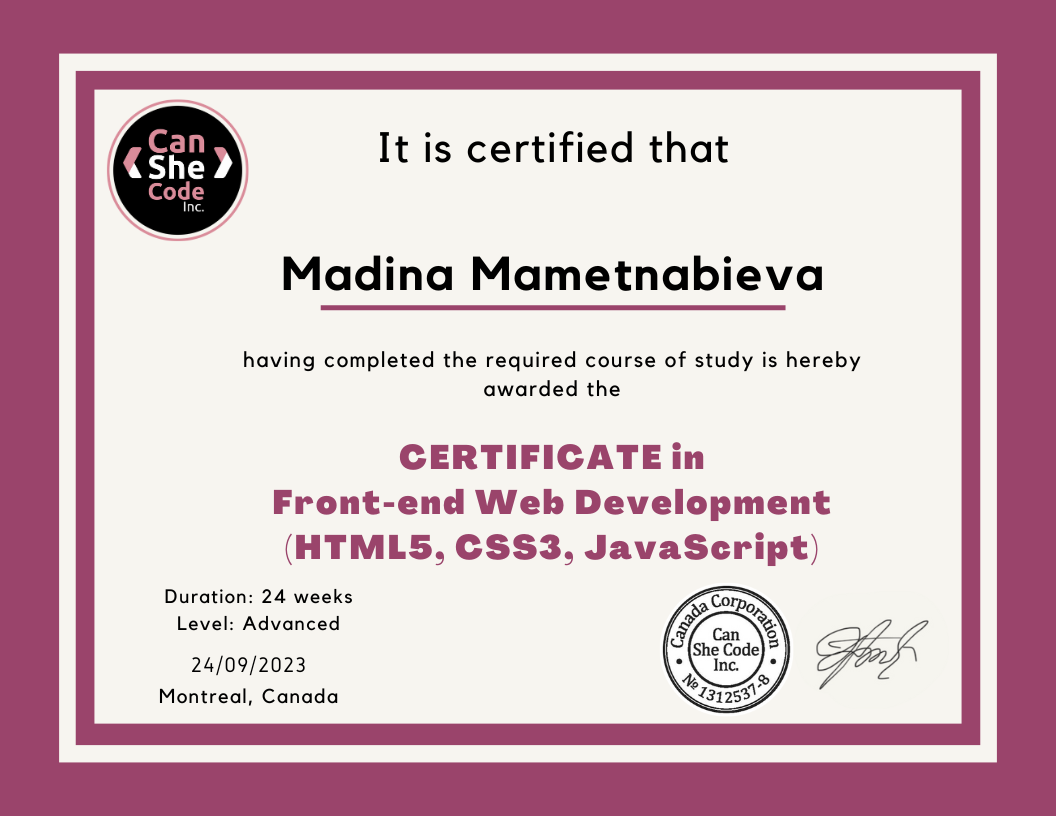 Can
She
Code
Inc.
It is certified that
Madina Mametnabieva
having completed the required course of study is hereby
awarded the
CERTIFICATE in
Front-end Web Development
(HTML5, CSS3, JavaScript)
Duration: 24 weeks
Level: Advanced
24/09/2023
Montreal, Canada
Canada Corporation
Can
She Code
Inc.
№ 1312537-8